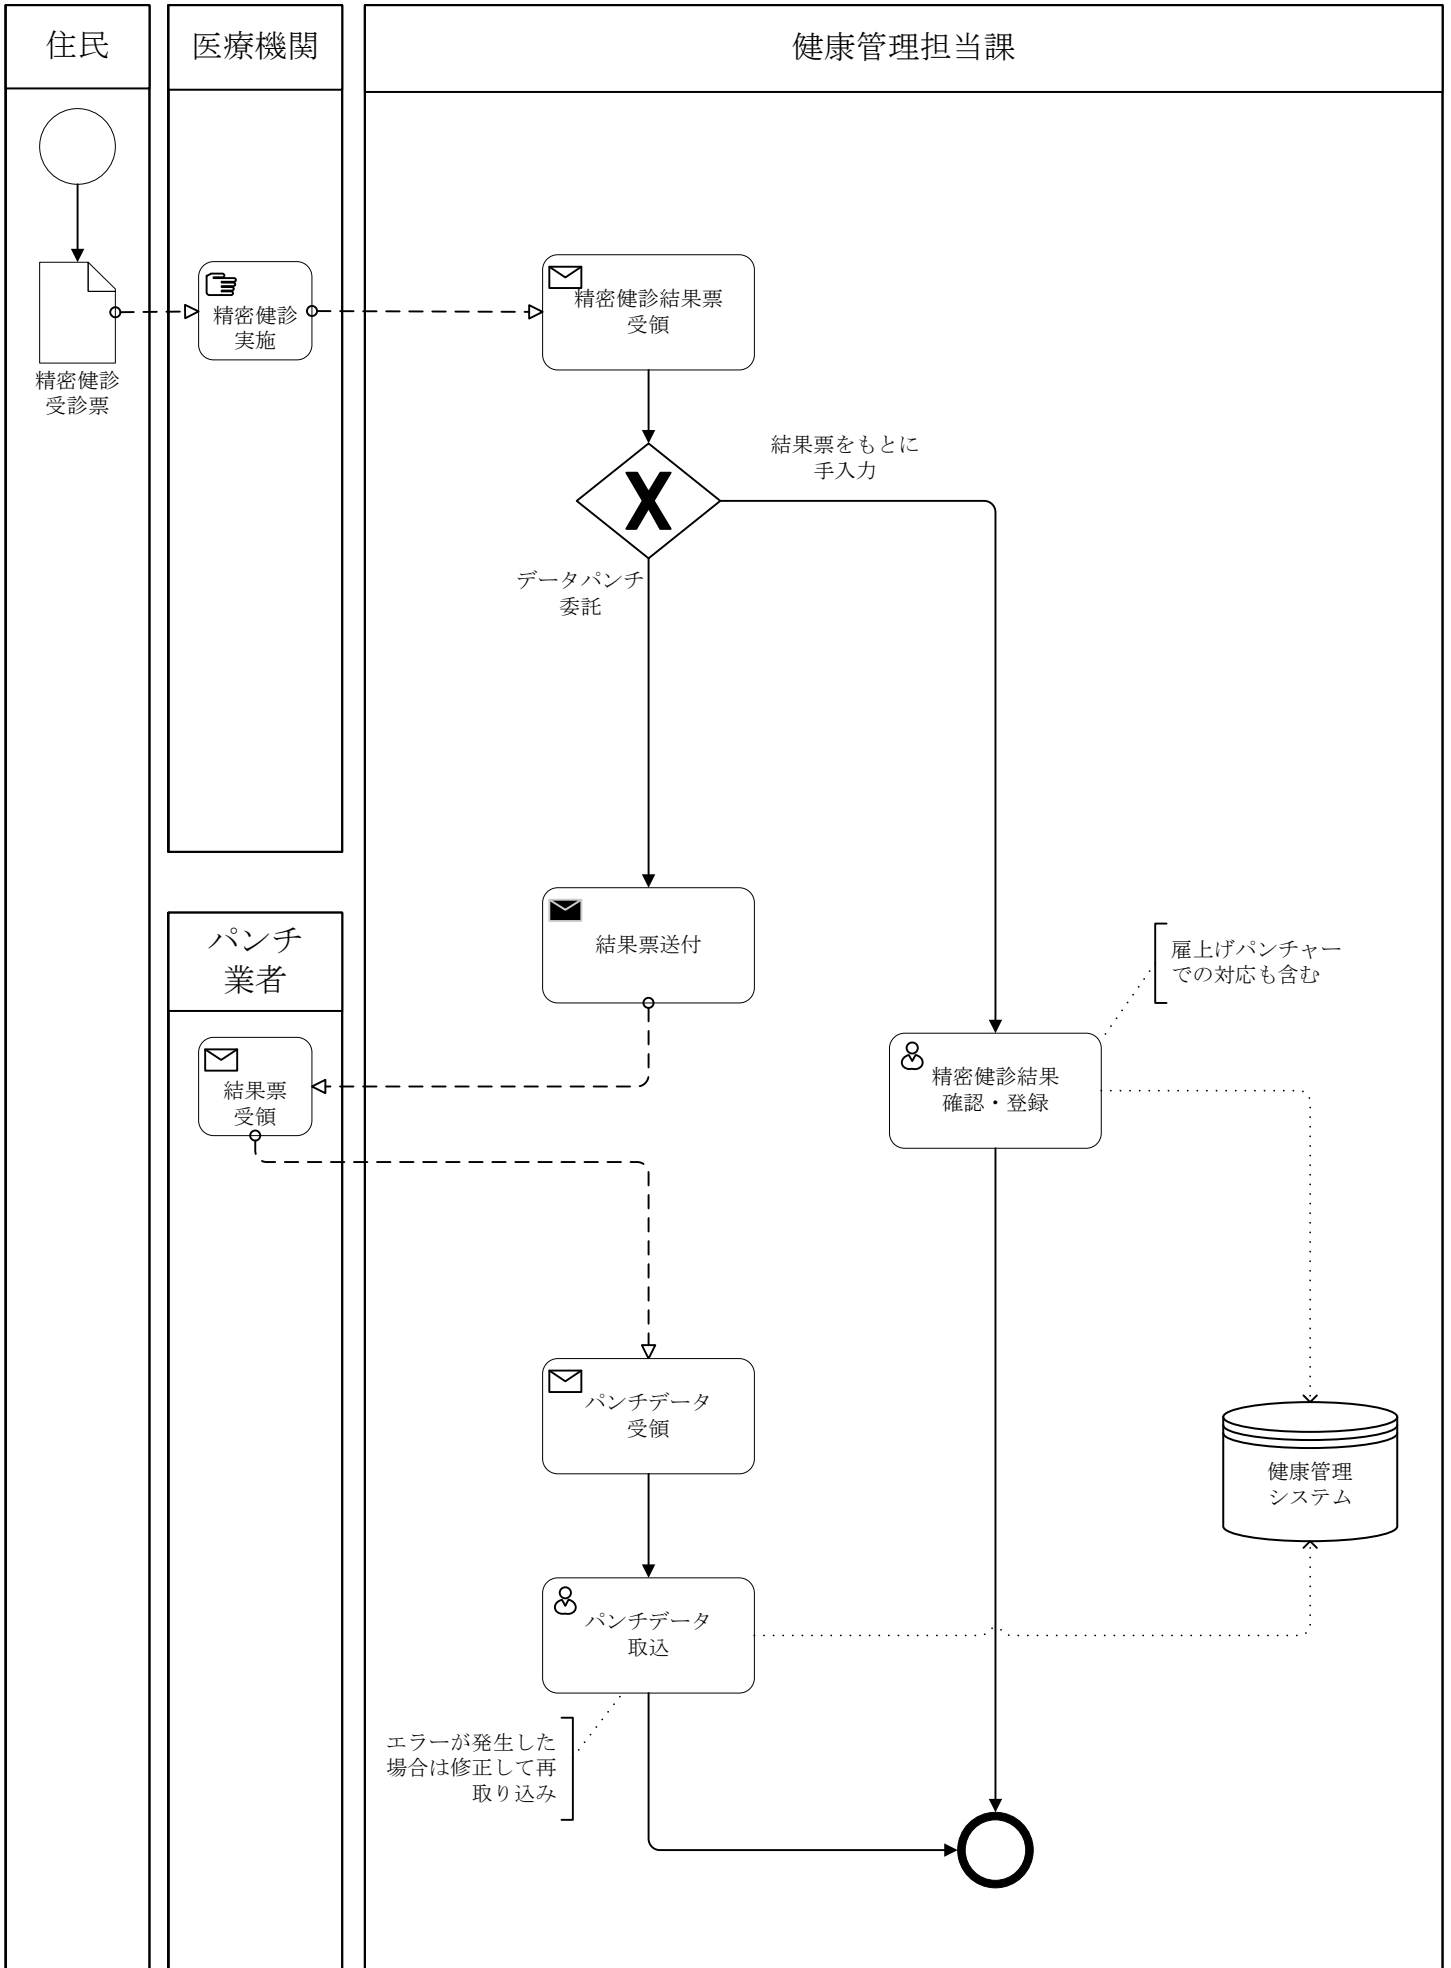 住民
医療機関
健康管理担当課
精密健診
受診票
精密健診
実施
精密健診結果票
受領
結果票をもとに
手入力
データパンチ
委託
結果票送付
パンチ
業者
結果票
受領
雇上げパンチャー
での対応も含む
精密健診結果
確認・登録
パンチデータ
受領
健康管理
システム
パンチデータ
取込
エラーが発生した
場合は修正して再
取り込み